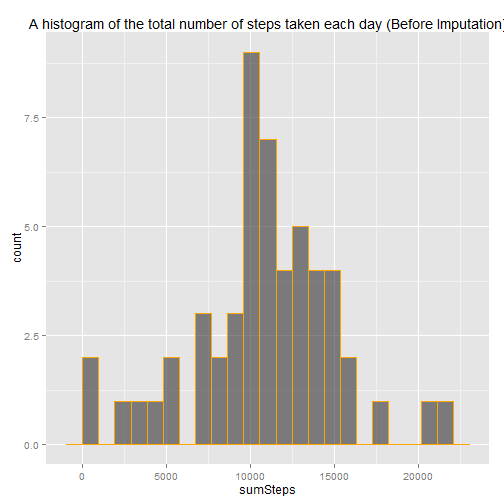 A histogram of the total number of steps taken each day (Before Imputation)
count
7.5
5.0
2.5
0.0
0 5000 10000 15000 20000
sumSteps